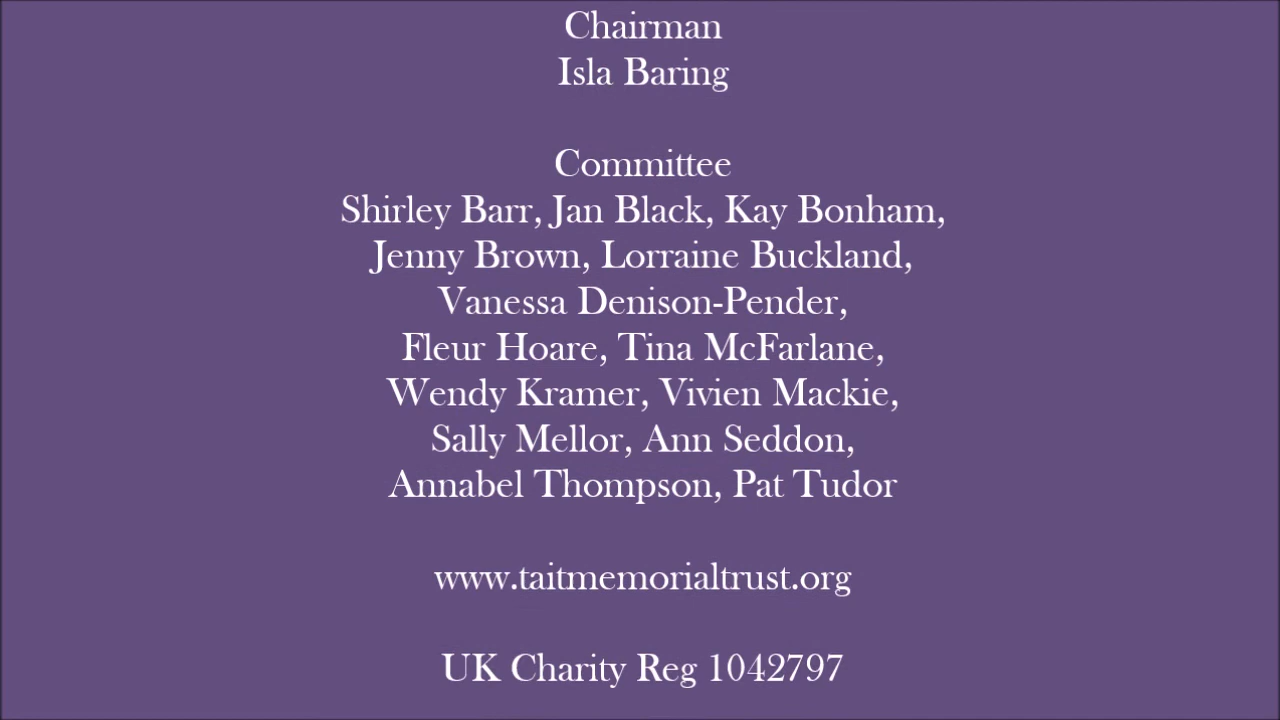 Chairman
Isla Baring
Committee
Shirley Barr, Jan Black, Kay Bonham,
Jenny Brown, Lorraine Buckland,
Vanessa Denison-Pender,
Fleur Hoare, Tina McFarlane,
Wendy Kramer, Vivien Mackie,
Sally Mellor, Ann Seddon,
Annabel Thompson, Pat Tudor
www.taitmemorialtrust.org
UK Charity Reg 1042797